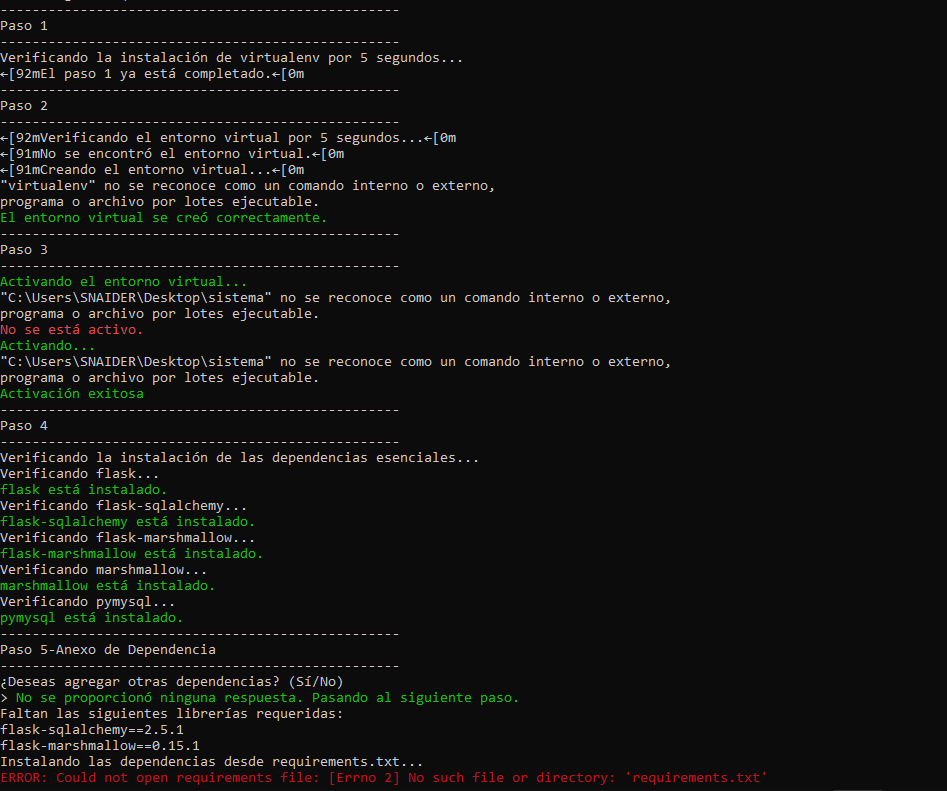 --------------------------------------------------
Paso 1
--------------------------------------------------
Verificando la instalación de virtualenv por 5 segundos...
←[92mEl paso 1 ya está completado.←[0m
--------------------------------------------------
Paso 2
--------------------------------------------------
←[92mVerificando el entorno virtual por 5 segundos...←[0m
←[91mNo se encontró el entorno virtual.←[0m
←[91mCreando el entorno virtual...←[0m
"virtualenv" no se reconoce como un comando interno o externo,
programa o archivo por lotes ejecutable.
El entorno virtual se creó correctamente.
--------------------------------------------------
Paso 3
--------------------------------------------------
Activando el entorno virtual...
"C:\Users\SNAIDER\Desktop\sistema" no se reconoce como un comando interno o externo,
programa o archivo por lotes ejecutable.
No se está activo.
Activando...
"C:\Users\SNAIDER\Desktop\sistema" no se reconoce como un comando interno o externo,
programa o archivo por lotes ejecutable.
Activación exitosa
--------------------------------------------------
Paso 4
--------------------------------------------------
Verificando la instalación de las dependencias esenciales...
Verificando flask...
flask está instalado.
Verificando flask-sqlalchemy...
flask-sqlalchemy está instalado.
Verificando flask-marshmallow...
flask-marshmallow está instalado.
Verificando marshmallow...
marshmallow está instalado.
Verificando pymysql...
pymysql está instalado.
--------------------------------------------------
Paso 5-Anexo de Dependencia
--------------------------------------------------
¿Deseas agregar otras dependencias? (Sí/No)
> No se proporcionó ninguna respuesta. Pasando al siguiente paso.
Faltan las siguientes librerías requeridas:
flask-sqlalchemy==2.5.1
flask-marshmallow==0.15.1
Instalando las dependencias desde requirements.txt...
ERROR: Could not open requirements file: [Errno 2] No such file or directory: 'requirements.txt'